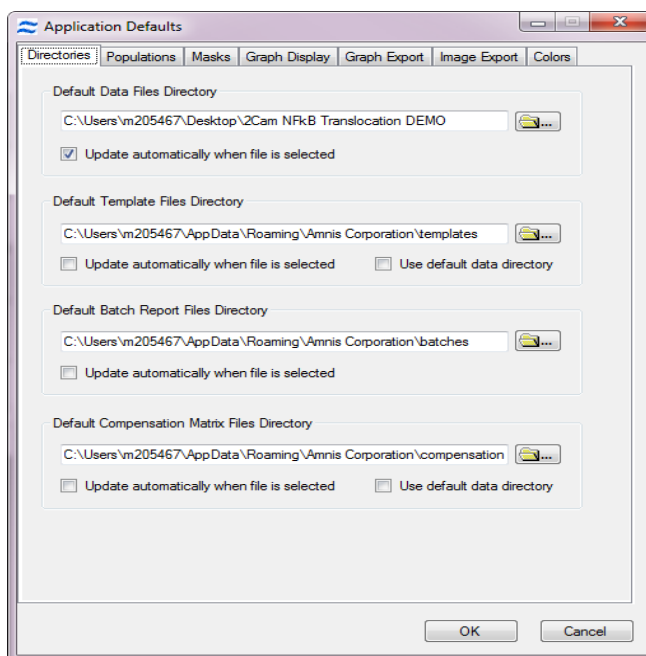 Application Defaults
Directories Populations Masks Graph Display Graph Export Image Export Colors
Default Data Files Directory
C:\Users\m205467\Desktop\2Cam NFkB Translocation DEMO
...
Update automatically when file is selected
Default Template Files Directory
C:\Users\m205467\AppData\Roaming\Amnis Corporation\templates
...
Update automatically when file is selected Use default data directory
Default Batch Report Files Directory
C:\Users\m205467\AppData\Roaming\Amnis Corporation\batches
...
Update automatically when file is selected
Default Compensation Matrix Files Directory
C:\Users\m205467\AppData\Roaming\Amnis Corporation\compensation
...
Update automatically when file is selected Use default data directory
OK Cancel